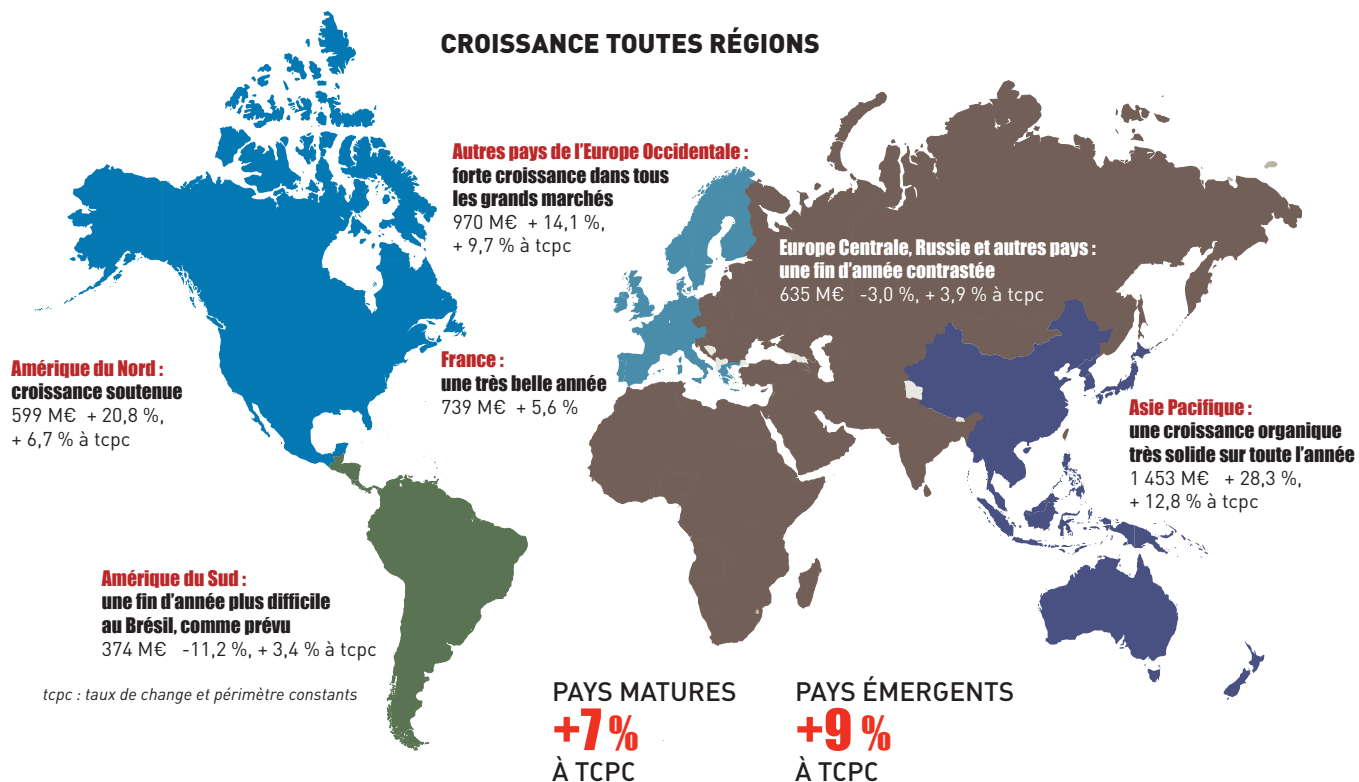 CROISSANCE TOUTES RÉGIONS
Autres pays de l’Europe Occidentale :
forte croissance dans tous
les grands marchés
970 M€ + 14,1 %,
+ 9,7 % à tcpc
Europe Centrale, Russie et autres pays :
une fin d’année contrastée
635 M€ -3,0 %, + 3,9 % à tcpc
Amérique du Nord :
croissance soutenue
599 M€ + 20,8 %,
+ 6,7 % à tcpc
France :
une très belle année
739 M€ + 5,6 %
Asie Pacifique :
une croissance organique
très solide sur toute l’année
1 453 M€ + 28,3 %,
+ 12,8 % à tcpc
Amérique du Sud :
une fin d’année plus difficile
au Brésil, comme prévu
374 M€ -11,2 %, + 3,4 % à tcpc
tcpc : taux de change et périmètre constants
PAYS MATURES
+7 %
À TCPC
PAYS ÉMERGENTS
+9 %
À TCPC